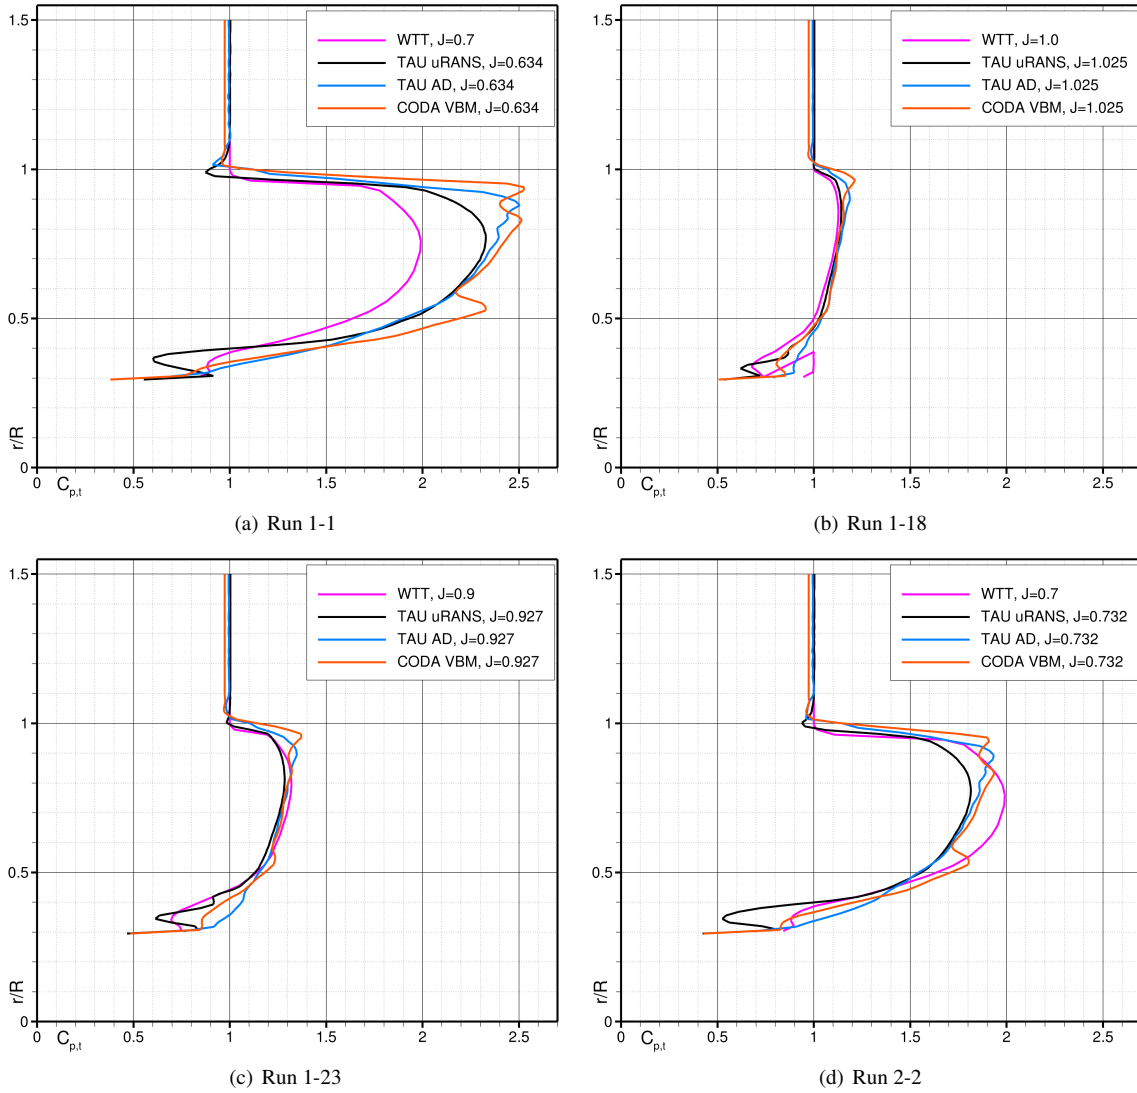 1.5
1
0.5
0
r/R
0
0.5
1
1.5
2
2.5
C_{p,t}
WTT, J=0.7
TAU uRANS, J=0.634
TAU AD, J=0.634
CODA VBM, J=0.634
(a) Run 1-1
1.5
1
0.5
0
r/R
0
0.5
1
1.5
2
2.5
C_{p,t}
WTT, J=1.0
TAU uRANS, J=1.025
TAU AD, J=1.025
CODA VBM, J=1.025
(b) Run 1-18
1.5
1
0.5
0
r/R
0
0.5
1
1.5
2
2.5
C_{p,t}
WTT, J=0.9
TAU uRANS, J=0.927
TAU AD, J=0.927
CODA VBM, J=0.927
(c) Run 1-23
1.5
1
0.5
0
r/R
0
0.5
1
1.5
2
2.5
C_{p,t}
WTT, J=0.7
TAU uRANS, J=0.732
TAU AD, J=0.732
CODA VBM, J=0.732
(d) Run 2-2